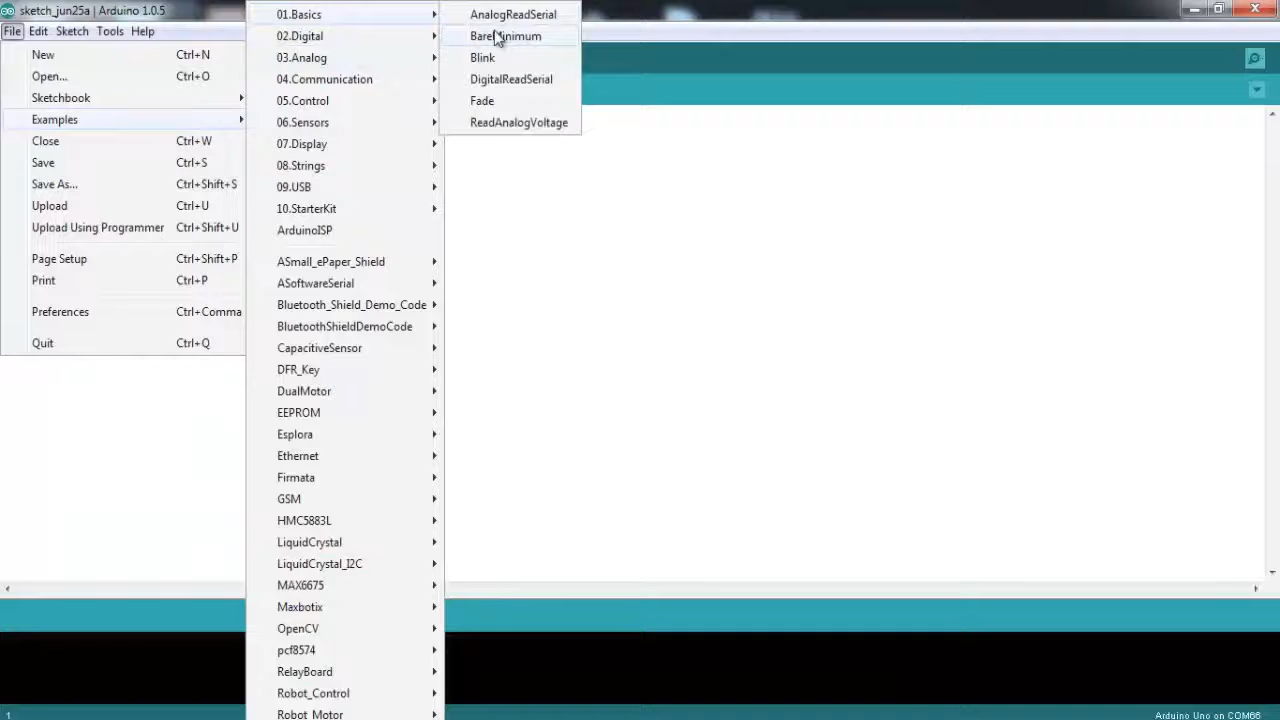 sketch_jun25a | Arduino 1.0.5
File Edit Sketch Tools Help
New Ctrl+N
Open... Ctrl+O
Sketchbook
Examples
Close Ctrl+W
Save Ctrl+S
Save As... Ctrl+Shift+S
Upload Ctrl+U
Upload Using Programmer Ctrl+Shift+U
Page Setup Ctrl+Shift+P
Print Ctrl+P
Preferences Ctrl+Comma
Quit Ctrl+Q
01.Basics
02.Digital
03.Analog
04.Communication
05.Control
06.Sensors
07.Display
08.Strings
09.USB
10.StarterKit
ArduinoISP
ASmall_ePaper_Shield
ASoftwareSerial
Bluetooth_Shield_Demo_Code
BluetoothShieldDemoCode
CapacitiveSensor
DFR_Key
DualMotor
EEPROM
Esplora
Ethernet
Firmata
GSM
HMC5883L
LiquidCrystal
LiquidCrystal_I2C
MAX6675
Maxbotix
OpenCV
pcf8574
RelayBoard
Robot_Control
Robot_Motor
AnalogReadSerial
BareMinimum
Blink
DigitalReadSerial
Fade
ReadAnalogVoltage
1
Arduino Uno on COM66